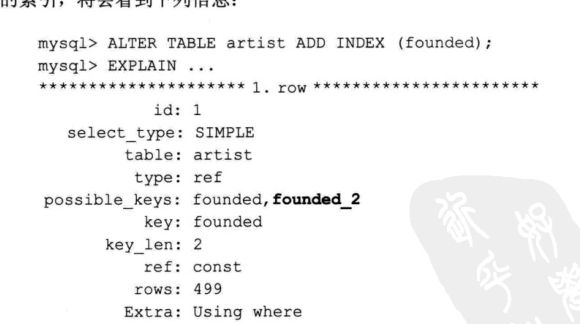 的索引，将会看到下列信息：
mysql> ALTER TABLE artist ADD INDEX (founded);
mysql> EXPLAIN ...
********************* 1. row ***********************
id: 1
select_type: SIMPLE
table: artist
type: ref
possible_keys: founded,founded_2
key: founded
key_len: 2
ref: const
rows: 499
Extra: Using where